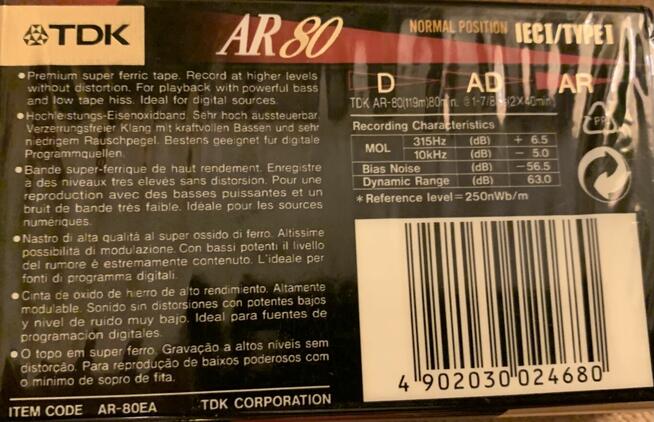 TDK
AR 80
NORMAL POSITION IECI/TYPE I
• Premium super ferric tape. Record at higher levels
without distortion. For playback with powerful bass
and low tape hiss. Ideal for digital sources.
• Hochleistungs-Eisenoxidband. Sehr hoch aussteuerbar.
Verzerrungsfreier Klang mit kraftvollen Bässen und sehr
niedrigem Rauschpegel. Bestens geeignet für digitale
Programmquellen.
• Bande super-ferrique de haut rendement. Enregistre
à des niveaux très elevés sans distorsion. Pour une
reproduction avec des basses puissantes et un
bruit de bande très faible. Idéale pour les sources
numériques.
• Nastro di alta qualità al super ossido di ferro. Altissime
possibilità di modulazione. Con bassi potenti il livello
del rumore è estremamente contenuto. L'ideale per
fonti di programma digitali.
• Cinta de óxido de hierro de alto rendimiento. Altamente
modulable. Sonido sin distorsiones con potentes bajos
y nivel de ruido muy bajo. Ideal para fuentes de
programación digitales.
• O topo em super ferro. Gravação a altos níveis sem
distorção. Para reprodução de baixos poderosos com
o mínimo de sopro de fita.
ITEM CODE AR-80EA TDK CORPORATION
D AD AR
TDK AR-80(119m)80min. @1-7/8ips(2X40min)
Recording Characteristics
MOL 315Hz (dB) + 6.5
10kHz (dB) - 5.0
Bias Noise (dB) -56.5
Dynamic Range (dB) 63.0
* Reference level=250nWb/m
PP
4 902030 024680